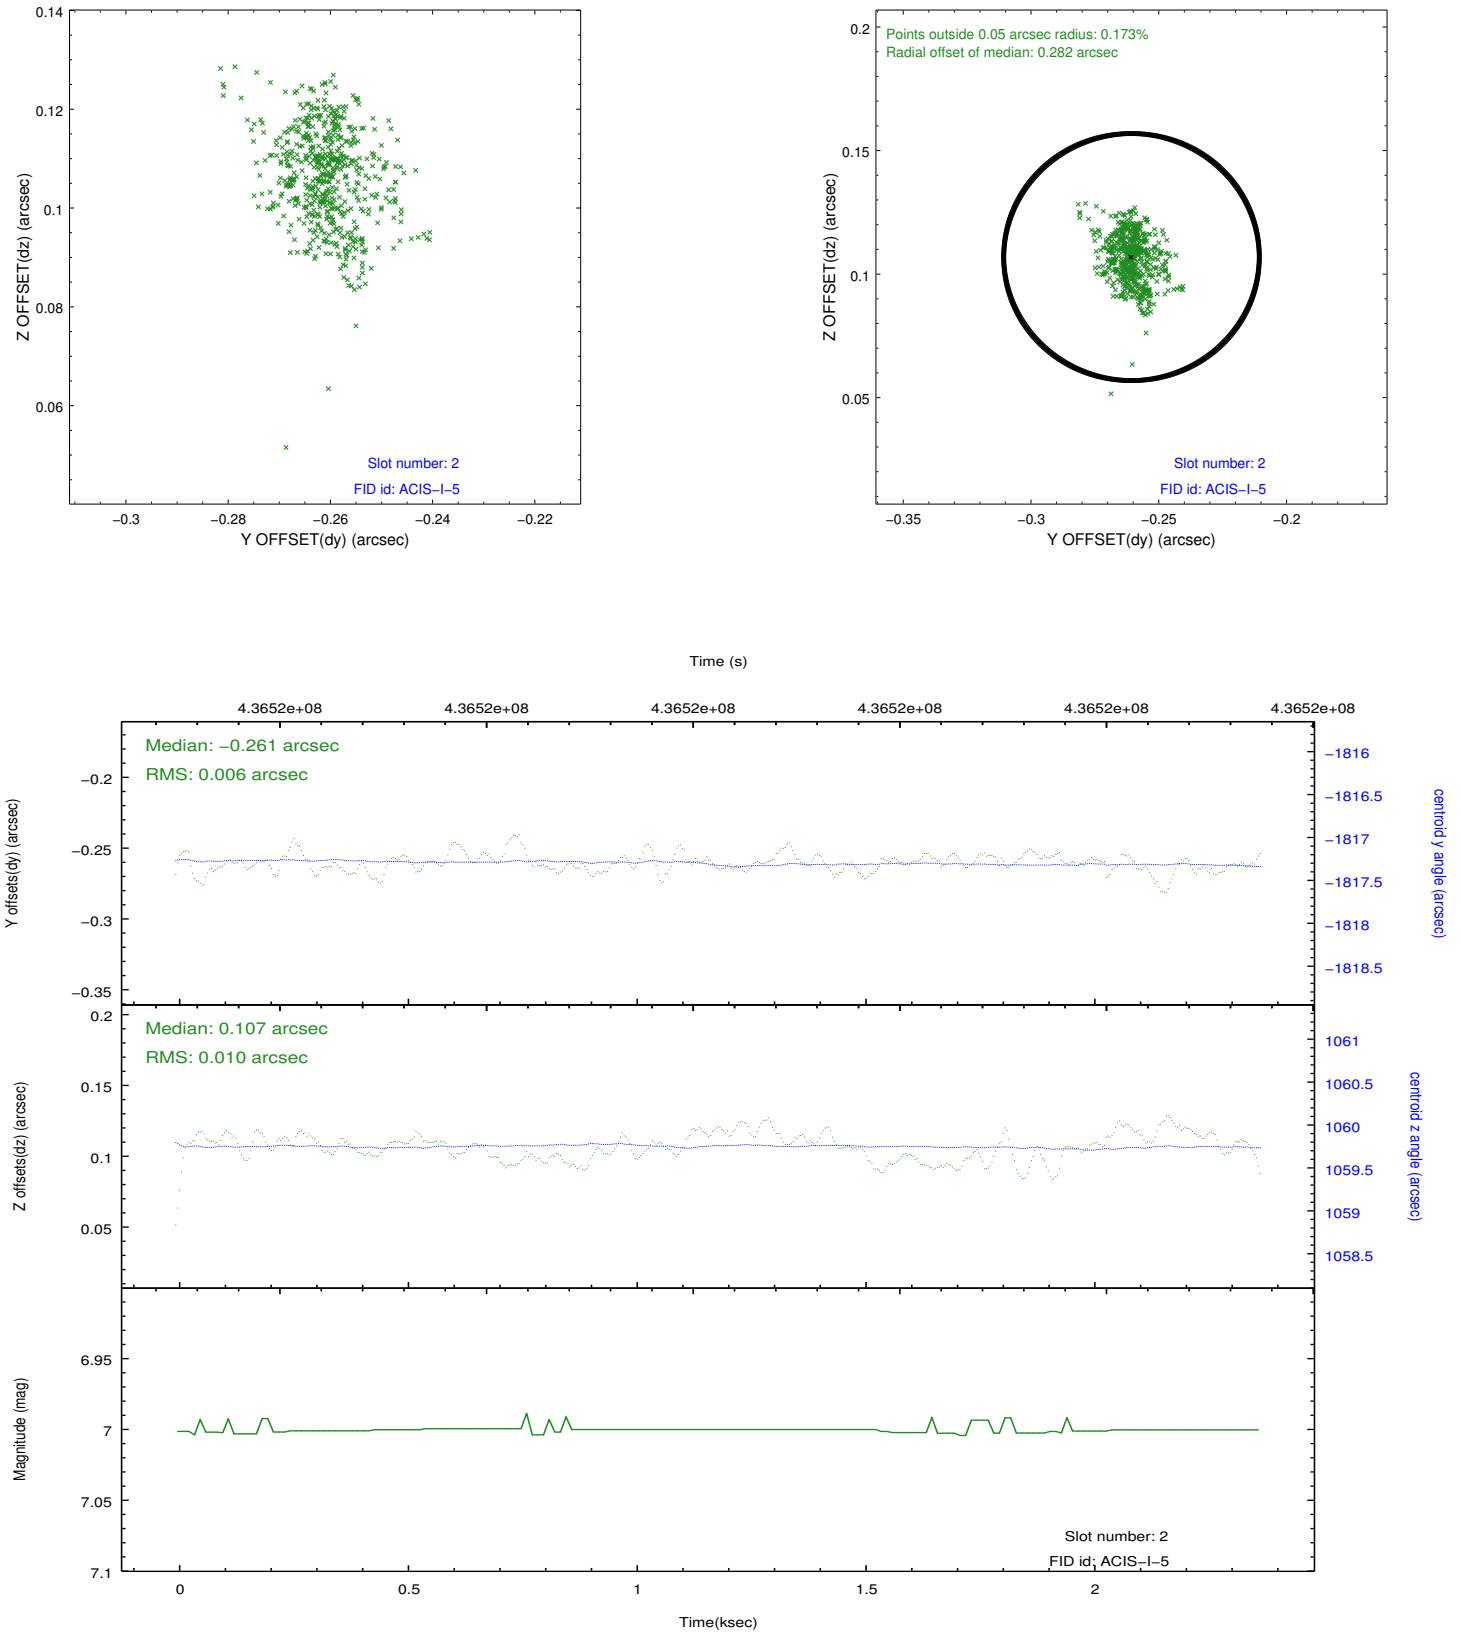 0.14
0.12
0.1
0.08
0.06
Z OFFSET(dz) (arcsec)
Slot number: 2
FID id: ACIS−I−5
−0.3
−0.28
−0.26
−0.24
−0.22
Y OFFSET(dy) (arcsec)
0.2
0.15
0.1
0.05
Z OFFSET(dz) (arcsec)
Points outside 0.05 arcsec radius: 0.173%
Radial offset of median: 0.282 arcsec
Slot number: 2
FID id: ACIS−I−5
−0.35
−0.3
−0.25
−0.2
Y OFFSET(dy) (arcsec)
Time (s)
4.3652e+08
4.3652e+08
4.3652e+08
4.3652e+08
4.3652e+08
4.3652e+08
Median: −0.261 arcsec
RMS: 0.006 arcsec
−0.2
−0.25
−0.3
−0.35
Y offsets(dy) (arcsec)
−1816
−1816.5
−1817
−1817.5
−1818
−1818.5
centroid y angle (arcsec)
Median: 0.107 arcsec
RMS: 0.010 arcsec
0.2
0.15
0.1
0.05
Z offsets(dz) (arcsec)
1061
1060.5
1060
1059.5
1059
1058.5
centroid z angle (arcsec)
6.95
7
7.05
7.1
Magnitude (mag)
Slot number: 2
FID id: ACIS−I−5
0
0.5
1
1.5
2
Time(ksec)